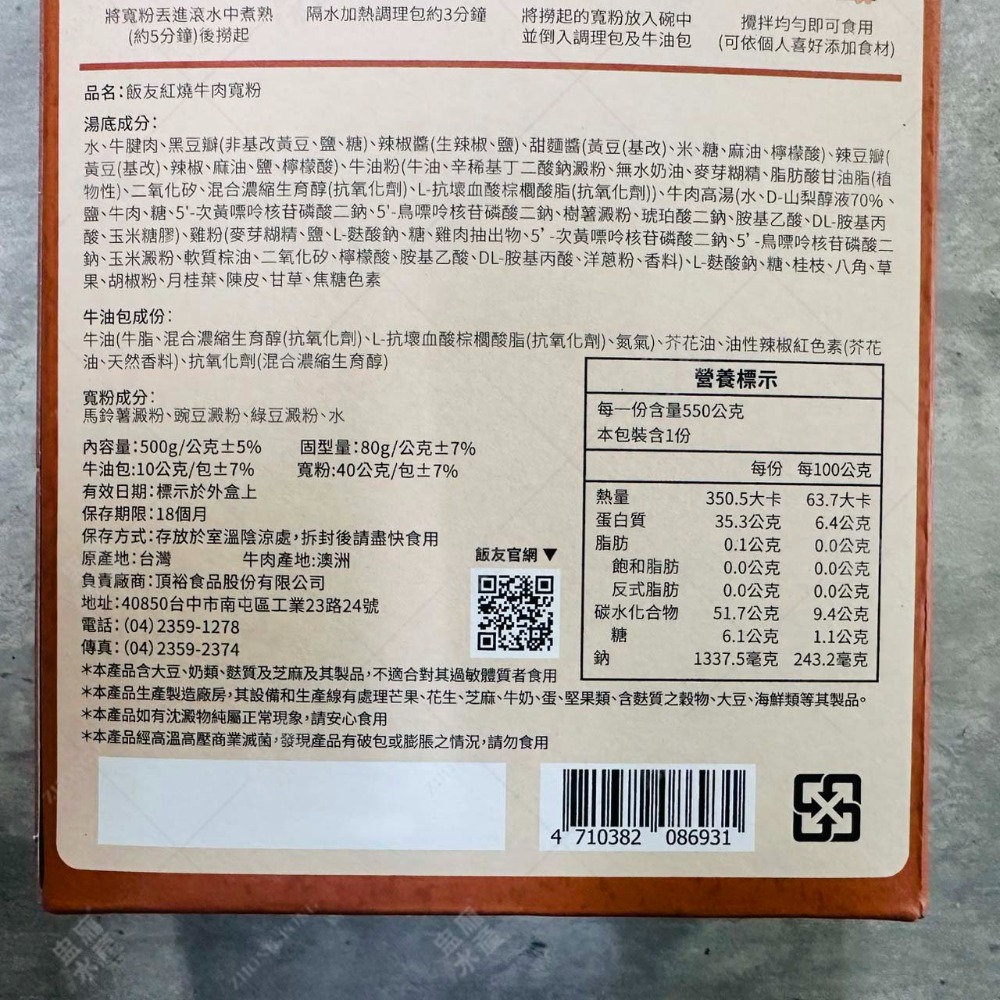 將寬粉丟進滾水中煮熟
(約5分鐘)後撈起
隔水加熱調理包約3分鐘
將撈起的寬粉放入碗中
並倒入調理包及牛油包
攪拌均勻即可食用
(可依個人喜好添加食材)
品名:飯友紅燒牛肉寬粉
湯底成分:
水、牛腱肉、黑豆瓣(非基改黃豆、鹽、糖)、辣椒醬(生辣椒、鹽)、甜麵醬(黃豆(基改)、米、糖、麻油、檸檬酸)、辣豆瓣(
黃豆(基改)、辣椒、麻油、鹽、檸檬酸)、牛油粉(牛油、辛稀基丁二酸鈉澱粉、無水奶油、麥芽糊精、脂肪酸甘油脂(植
物性)、二氧化矽、混合濃縮生育醇(抗氧化劑)、L-抗壞血酸棕櫚酸脂(抗氧化劑))、牛肉高湯(水、D-山梨醇液70%、
鹽、牛肉、糖、5'-次黃嘌呤核苷磷酸二鈉、5'-鳥嘌呤核苷磷酸二鈉、樹薯澱粉、琥珀酸二鈉、胺基乙酸、DL-胺基丙
酸、玉米糖膠)、雞粉(麥芽糊精、鹽、L-麩酸鈉、糖、雞肉抽出物、5'-次黃嘌呤核苷磷酸二鈉、5'-鳥嘌呤核苷磷酸二
鈉、玉米澱粉、軟質棕油、二氧化矽、檸檬酸、胺基乙酸、DL-胺基丙酸、洋蔥粉、香料)、L-麩酸鈉、糖、桂枝、八角、草
果、胡椒粉、月桂葉、陳皮、甘草、焦糖色素
牛油包成份:
牛油(牛脂、混合濃縮生育醇(抗氧化劑)、L-抗壞血酸棕櫚酸脂(抗氧化劑)、氮氣)、芥花油、油性辣椒紅色素(芥花
油、天然香料)、抗氧化劑(混合濃縮生育醇)
寬粉成分:
馬鈴薯澱粉、豌豆澱粉、綠豆澱粉、水
內容量:500g/公克±5% 固型量:80g/公克±7%
牛油包:10公克/包±7% 寬粉:40公克/包±7%
有效日期:標示於外盒上
保存期限:18個月
保存方式:存放於室溫陰涼處,拆封後請盡快食用
原產地:台灣 牛肉產地:澳洲
負責廠商:頂裕食品股份有限公司
地址:40850台中市南屯區工業23路24號
電話:(04)2359-1278
傳真:(04)2359-2374
飯友官網▼
營養標示
每一份含量550公克
本包裝含1份
每份 每100公克
熱量 350.5大卡 63.7大卡
蛋白質 35.3公克 6.4公克
脂肪 0.1公克 0.0公克
飽和脂肪 0.0公克 0.0公克
反式脂肪 0.0公克 0.0公克
碳水化合物 51.7公克 9.4公克
糖 6.1公克 1.1公克
鈉 1337.5毫克 243.2毫克
*本產品含大豆、奶類、麩質及芝麻及其製品,不適合對其過敏體質者食用
*本產品生產製造廠房,其設備和生產線有處理芒果、花生、芝麻、牛奶、蛋、堅果類、含麩質之穀物、大豆、海鮮類等其製品。
*本產品如有沈澱物純屬正常現象,請安心食用
*本產品經高溫高壓商業滅菌,發現產品有破包或膨脹之情況,請勿食用
4 710382 086931